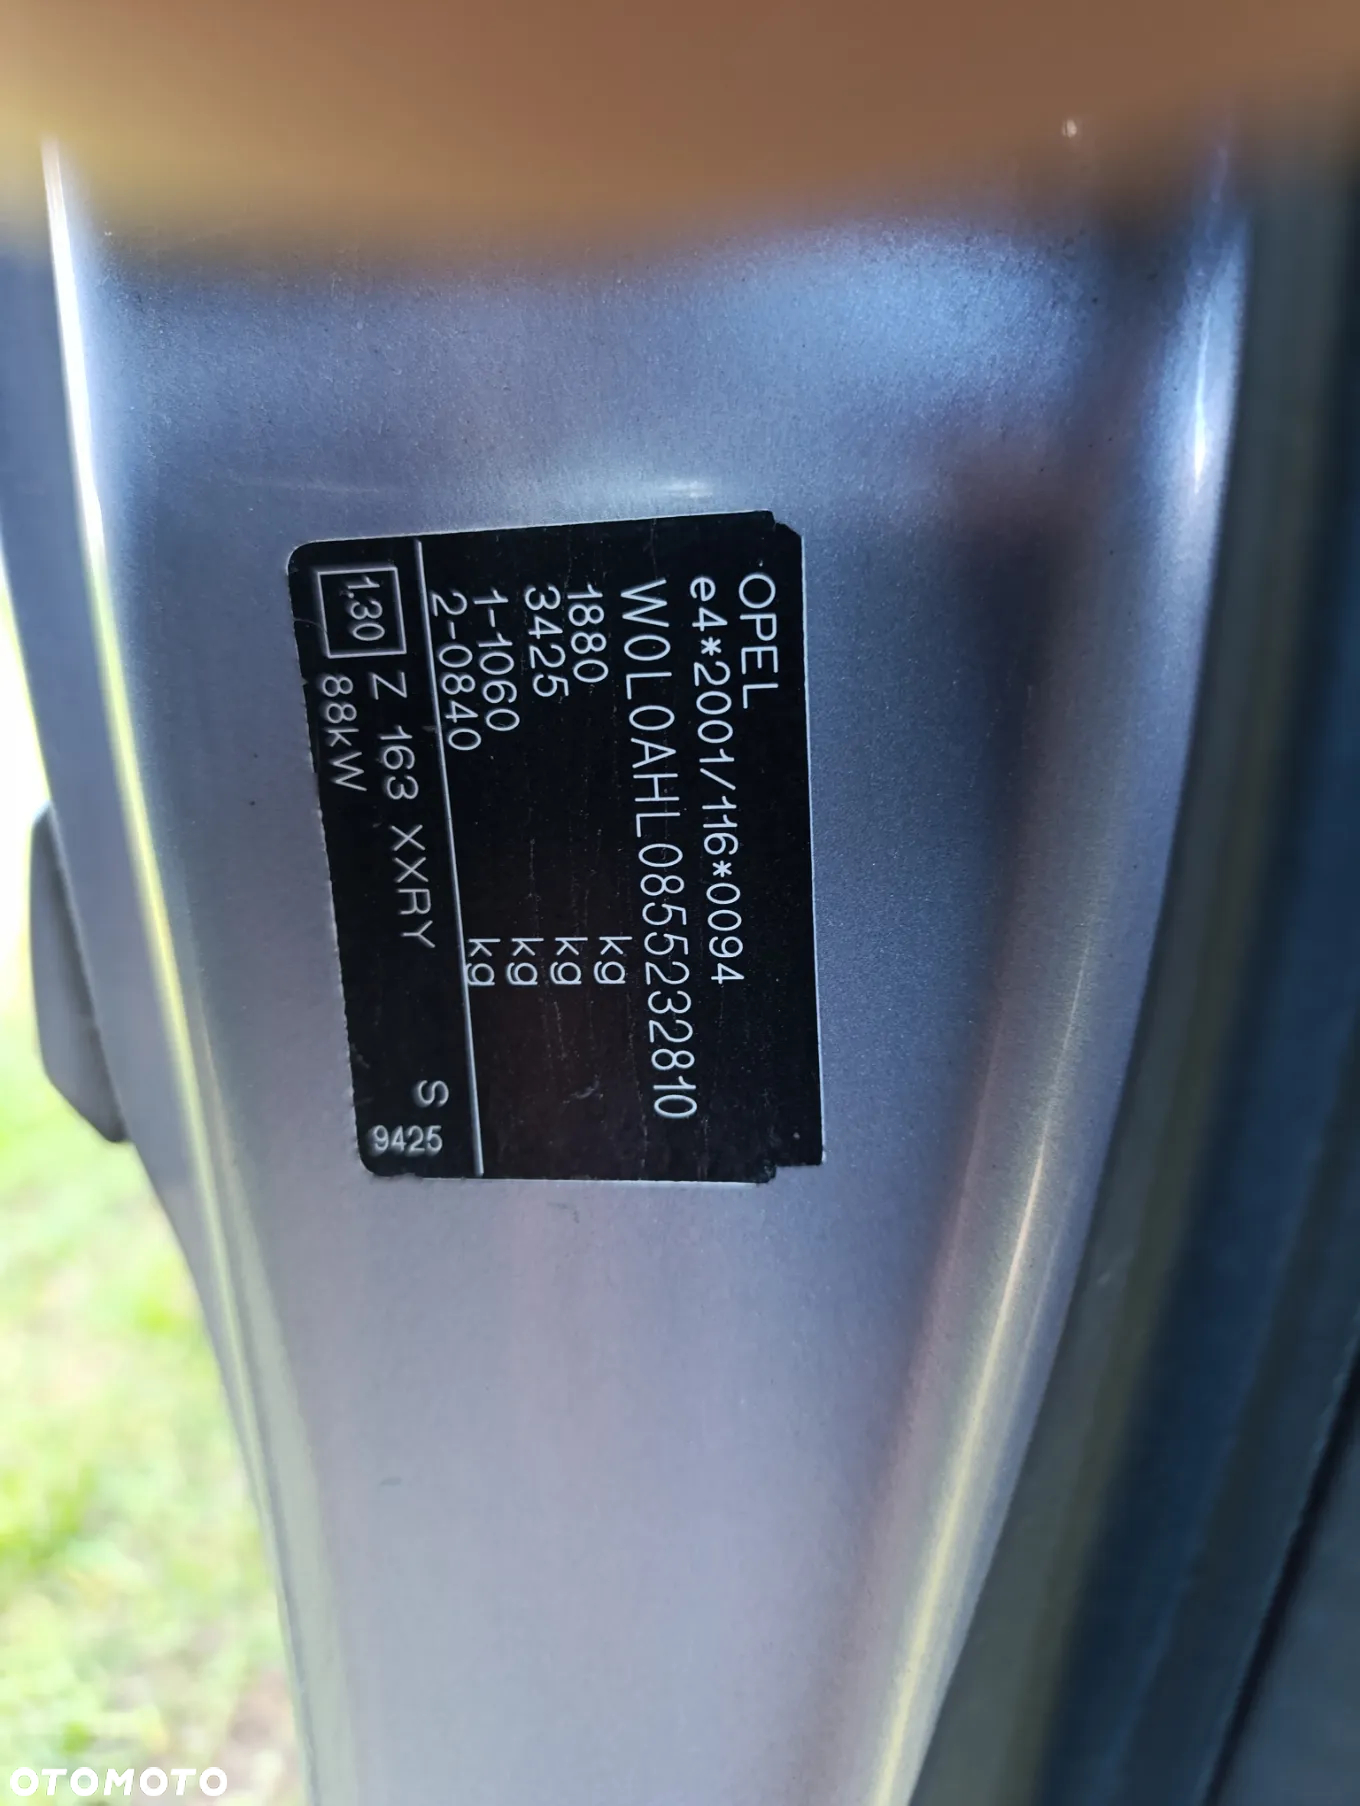 OPEL
e4*2001/116*0094
W0L0AHL0855232810
1880 kg
3425 kg
1-1060 kg
2-0840 kg
1.30 Z 163 XXRY S
88kW 9425
OTOMOTO